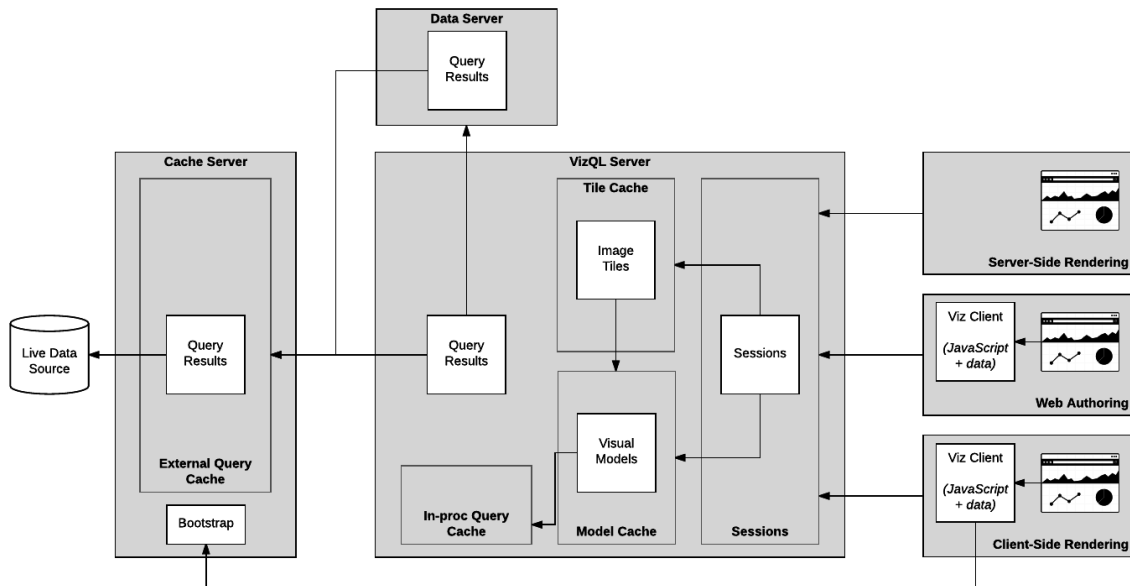 Data Server
Query
Results
Cache Server
Query
Results
External Query
Cache
Bootstrap
Live Data
Source
VizQL Server
Tile Cache
Image
Tiles
Query
Results
Sessions
Visual
Models
In-proc Query
Cache
Model Cache
Sessions
Server-Side Rendering
Viz Client
(JavaScript
+ data)
Web Authoring
Viz Client
(JavaScript
+ data)
Client-Side Rendering